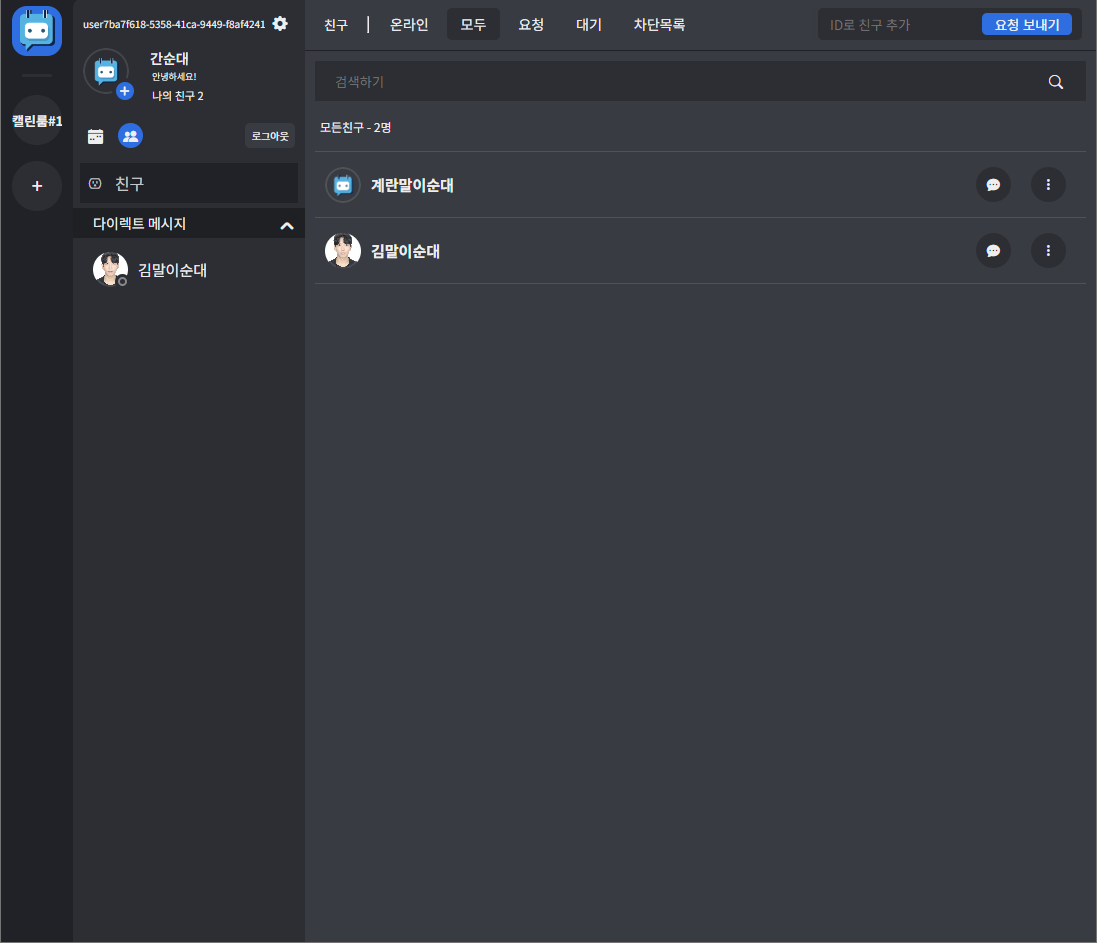 user7ba7f618-5358-41ca-9449-f8af4241
간순대
안녕하세요!
나의 친구 2
로그아웃
캘린룸#1
+
친구
다이렉트 메시지
김말이순대
친구 | 온라인 모두 요청 대기 차단목록
ID로 친구 추가 요청 보내기
검색하기
모든친구 - 2명
계란말이순대
김말이순대